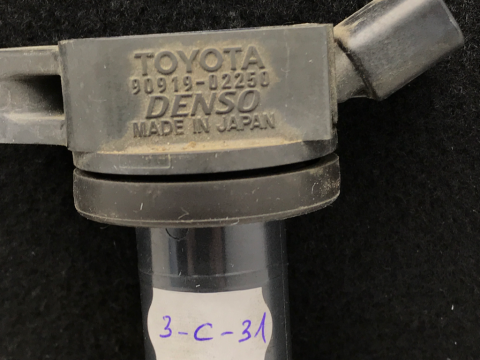 TOYOTA
90919-02250
DENSO
MADE IN JAPAN
3-C-31